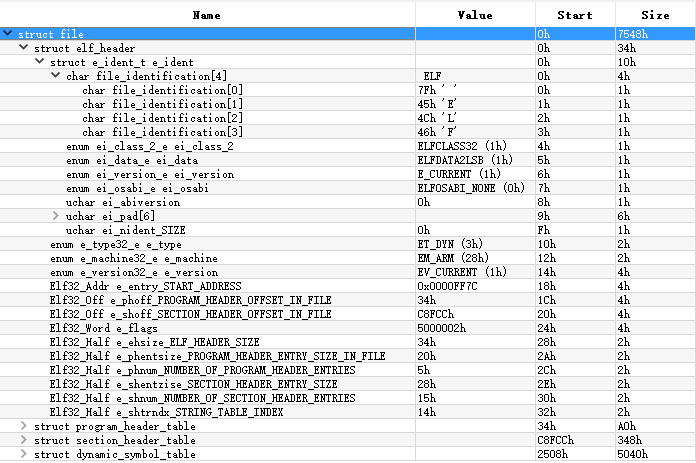 Name Value Start Size
struct file 0h 7548h
struct elf_header 0h 34h
struct e_ident_t e_ident 0h 10h
char file_identification[4] ELF 0h 4h
char file_identification[0] 7Fh ' ' 0h 1h
char file_identification[1] 45h 'E' 1h 1h
char file_identification[2] 4Ch 'L' 2h 1h
char file_identification[3] 46h 'F' 3h 1h
enum ei_class_2_e ei_class_2 ELFCLASS32 (1h) 4h 1h
enum ei_data_e ei_data ELFDATA2LSB (1h) 5h 1h
enum ei_version_e ei_version E_CURRENT (1h) 6h 1h
enum ei_osabi_e ei_osabi ELFOSABI_NONE (0h) 7h 1h
uchar ei_abiversion 0h 8h 1h
uchar ei_pad[6] 9h 6h
uchar ei_nident_SIZE 0h Fh 1h
enum e_type32_e e_type ET_DYN (3h) 10h 2h
enum e_machine32_e e_machine EM_ARM (28h) 12h 2h
enum e_version32_e e_version EV_CURRENT (1h) 14h 4h
Elf32_Addr e_entry_START_ADDRESS 0x0000FF7C 18h 4h
Elf32_Off e_phoff_PROGRAM_HEADER_OFFSET_IN_FILE 34h 1Ch 4h
Elf32_Off e_shoff_SECTION_HEADER_OFFSET_IN_FILE C8FCCh 20h 4h
Elf32_Word e_flags 5000002h 24h 4h
Elf32_Half e_ehsize_ELF_HEADER_SIZE 34h 28h 2h
Elf32_Half e_phentsize_PROGRAM_HEADER_ENTRY_SIZE_IN_FILE 20h 2Ah 2h
Elf32_Half e_phnum_NUMBER_OF_PROGRAM_HEADER_ENTRIES 5h 2Ch 2h
Elf32_Half e_shentzise_SECTION_HEADER_ENTRY_SIZE 28h 2Eh 2h
Elf32_Half e_shnum_NUMBER_OF_SECTION_HEADER_ENTRIES 15h 30h 2h
Elf32_Half e_shtrndx_STRING_TABLE_INDEX 14h 32h 2h
struct program_header_table 34h A0h
struct section_header_table C8FCCh 348h
struct dynamic_symbol_table 2508h 5040h